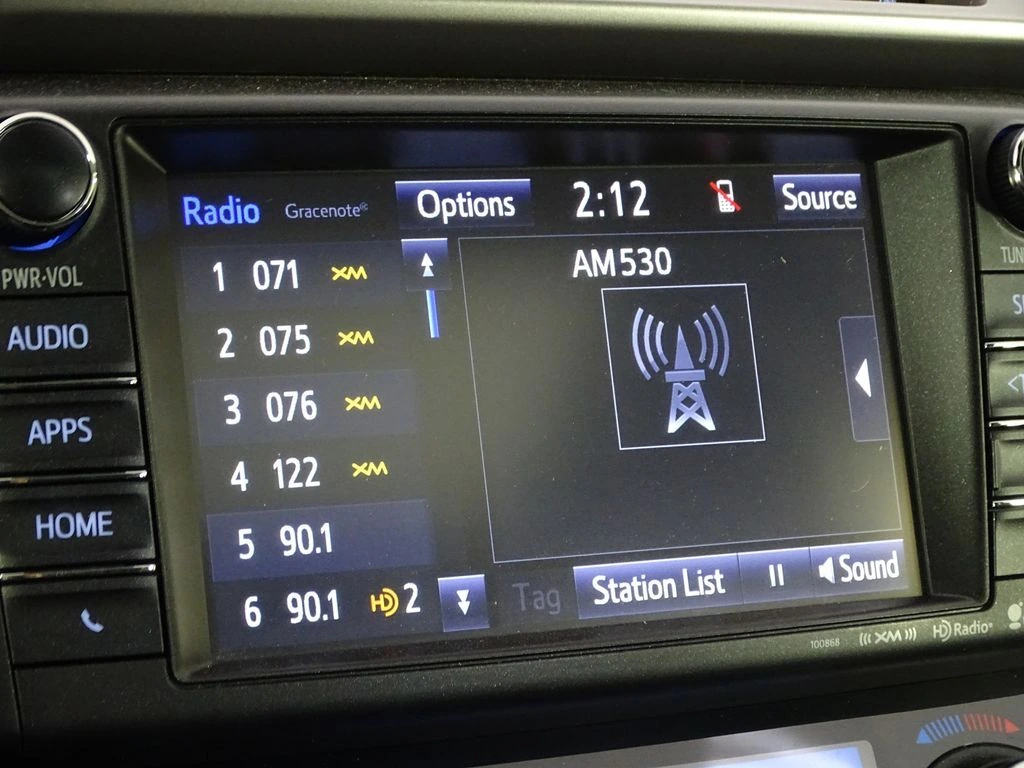 Radio Gracenote® Options 2:12 Source
1 071 XM
2 075 XM
3 076 XM
4 122 XM
5 90.1
6 90.1 HD 2
AM530
Tag Station List Sound
PWR·VOL
AUDIO
APPS
HOME
100868 ((XM)) HD Radio®